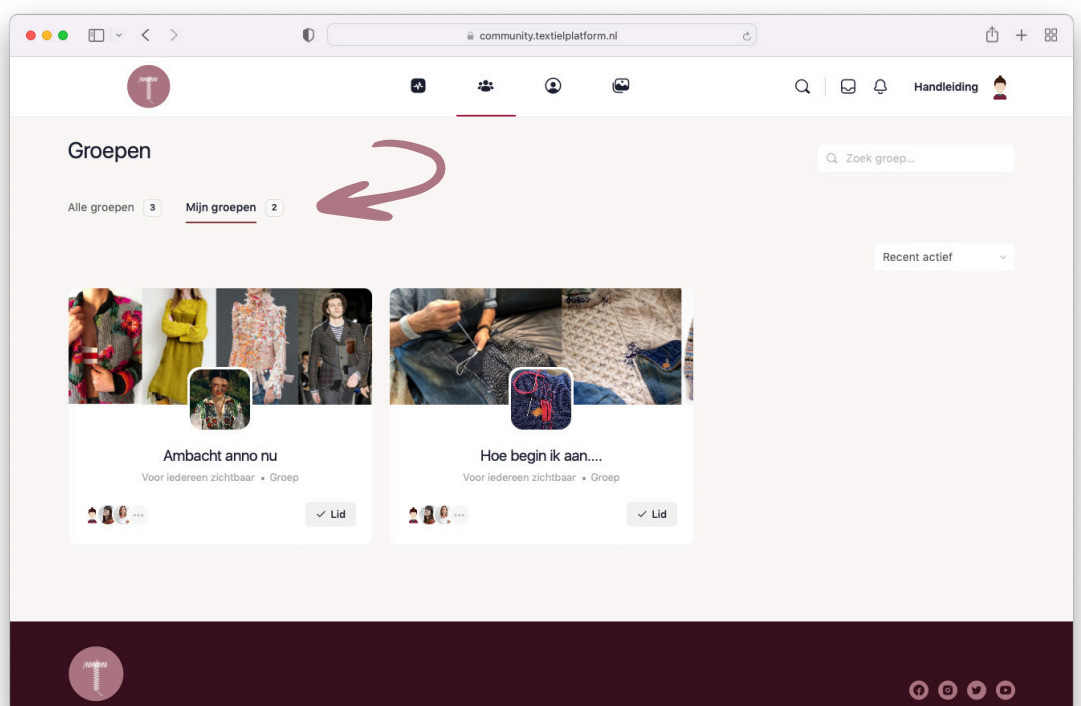 community.textielplatform.nl
T
Handleiding
Groepen
Zoek groep...
Alle groepen 3 Mijn groepen 2
Recent actief
Ambacht anno nu
Voor iedereen zichtbaar • Groep
Lid
Hoe begin ik aan....
Voor iedereen zichtbaar • Groep
Lid
T